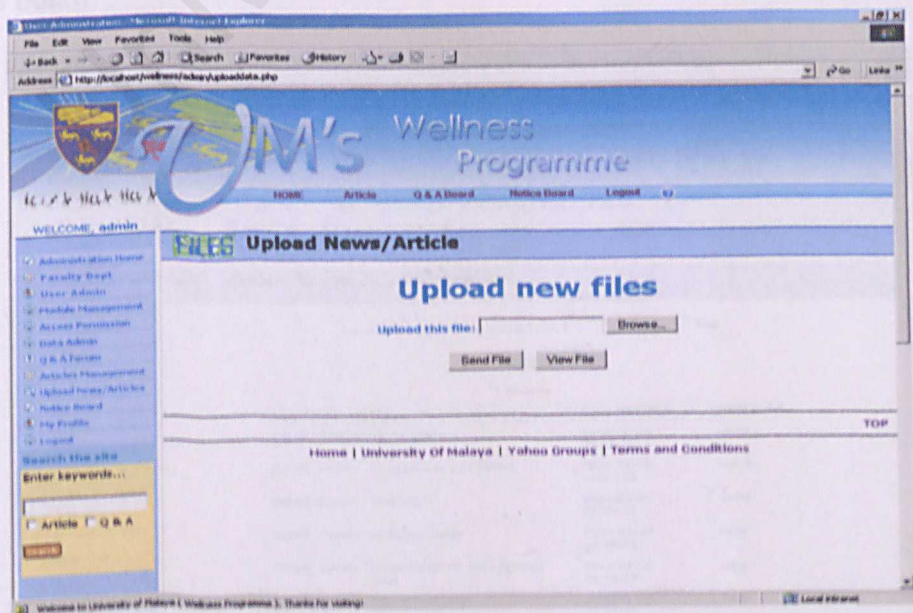 User Administration - Microsoft Internet Explorer
File Edit View Favorites Tools Help
Back Search Favorites History
Address http://localhost/wellness/admin/uploaddata.php Go Links
UM's Wellness
Programme
HOME Article Q & A Board Notice Board Logout
WELCOME, admin
FILES Upload News/Article
Administration Home
Faculty Dept
User Admin
Module Management
Access Permission
Data Admin
Q & A Forum
Articles Management
Upload News/Articles
Notice Board
My Profile
Logout
Upload new files
Upload this file: Browse...
Send File View File
TOP
Home | University Of Malaya | Yahoo Groups | Terms and Conditions
Search the site
Enter keywords...
Article Q & A
Search
Welcome to University of Malaya ( Wellness Programme ). Thanks for visiting!
Local intranet